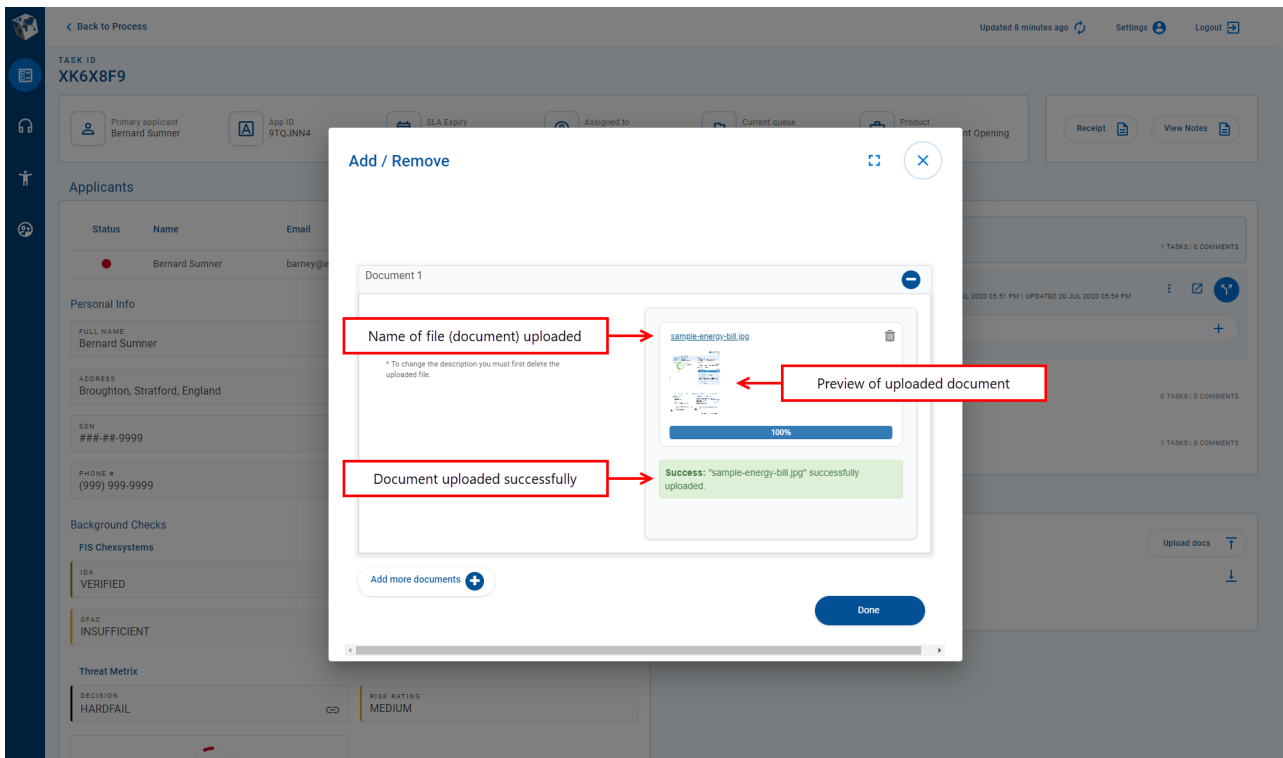 Back to Process
Updated 8 minutes ago
Settings
Logout
TASK ID
XK6X8F9
Primary applicant
Bernard Sumner
App ID
9TQJNN4
SLA Expiry
Assigned to
Current queue
Product
nt Opening
Receipt
View Notes
Applicants
Status Name Email
Bernard Sumner barney@e
Personal Info
FULL NAME
Bernard Sumner
ADDRESS
Broughton, Stratford, England
SSN
###-##-9999
PHONE #
(999) 999-9999
Background Checks
FIS Chexsystems
IDA
VERIFIED
OFAC
INSUFFICIENT
Threat Metrix
DECISION
HARDFAIL
RISK RATING
MEDIUM
Add / Remove
Document 1
Name of file (document) uploaded
* To change the description you must first delete the
uploaded file.
sample-energy-bill.jpg
Preview of uploaded document
100%
Document uploaded successfully
Success: "sample-energy-bill.jpg" successfully
uploaded.
Add more documents
Done
1 TASKS | 0 COMMENTS
JUL 2020 05:51 PM | UPDATED 20 JUL 2020 05:59 PM
0 TASKS | 0 COMMENTS
1 TASKS | 0 COMMENTS
Upload docs